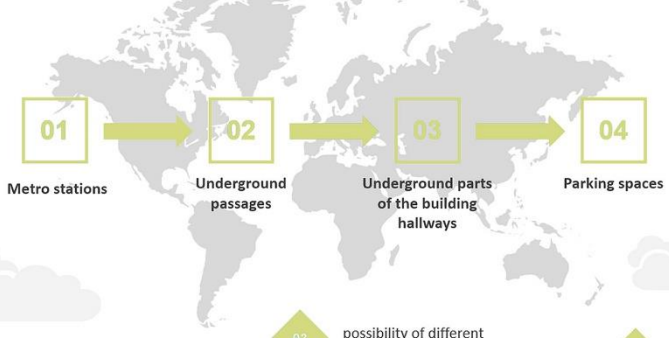 01
02
03
04
Metro stations
Underground
passages
Underground parts
of the building
hallways
Parking spaces
03
possibility of different